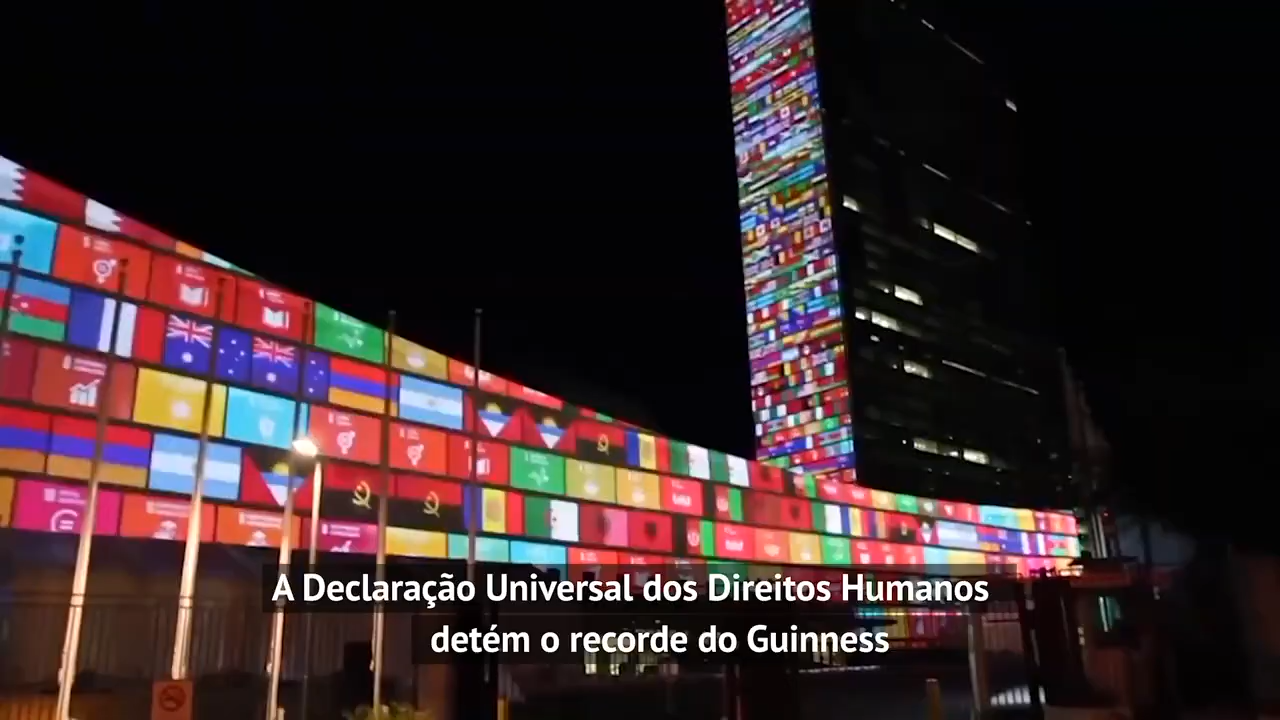 A Declaração Universal dos Direitos Humanos
detém o recorde do Guinness